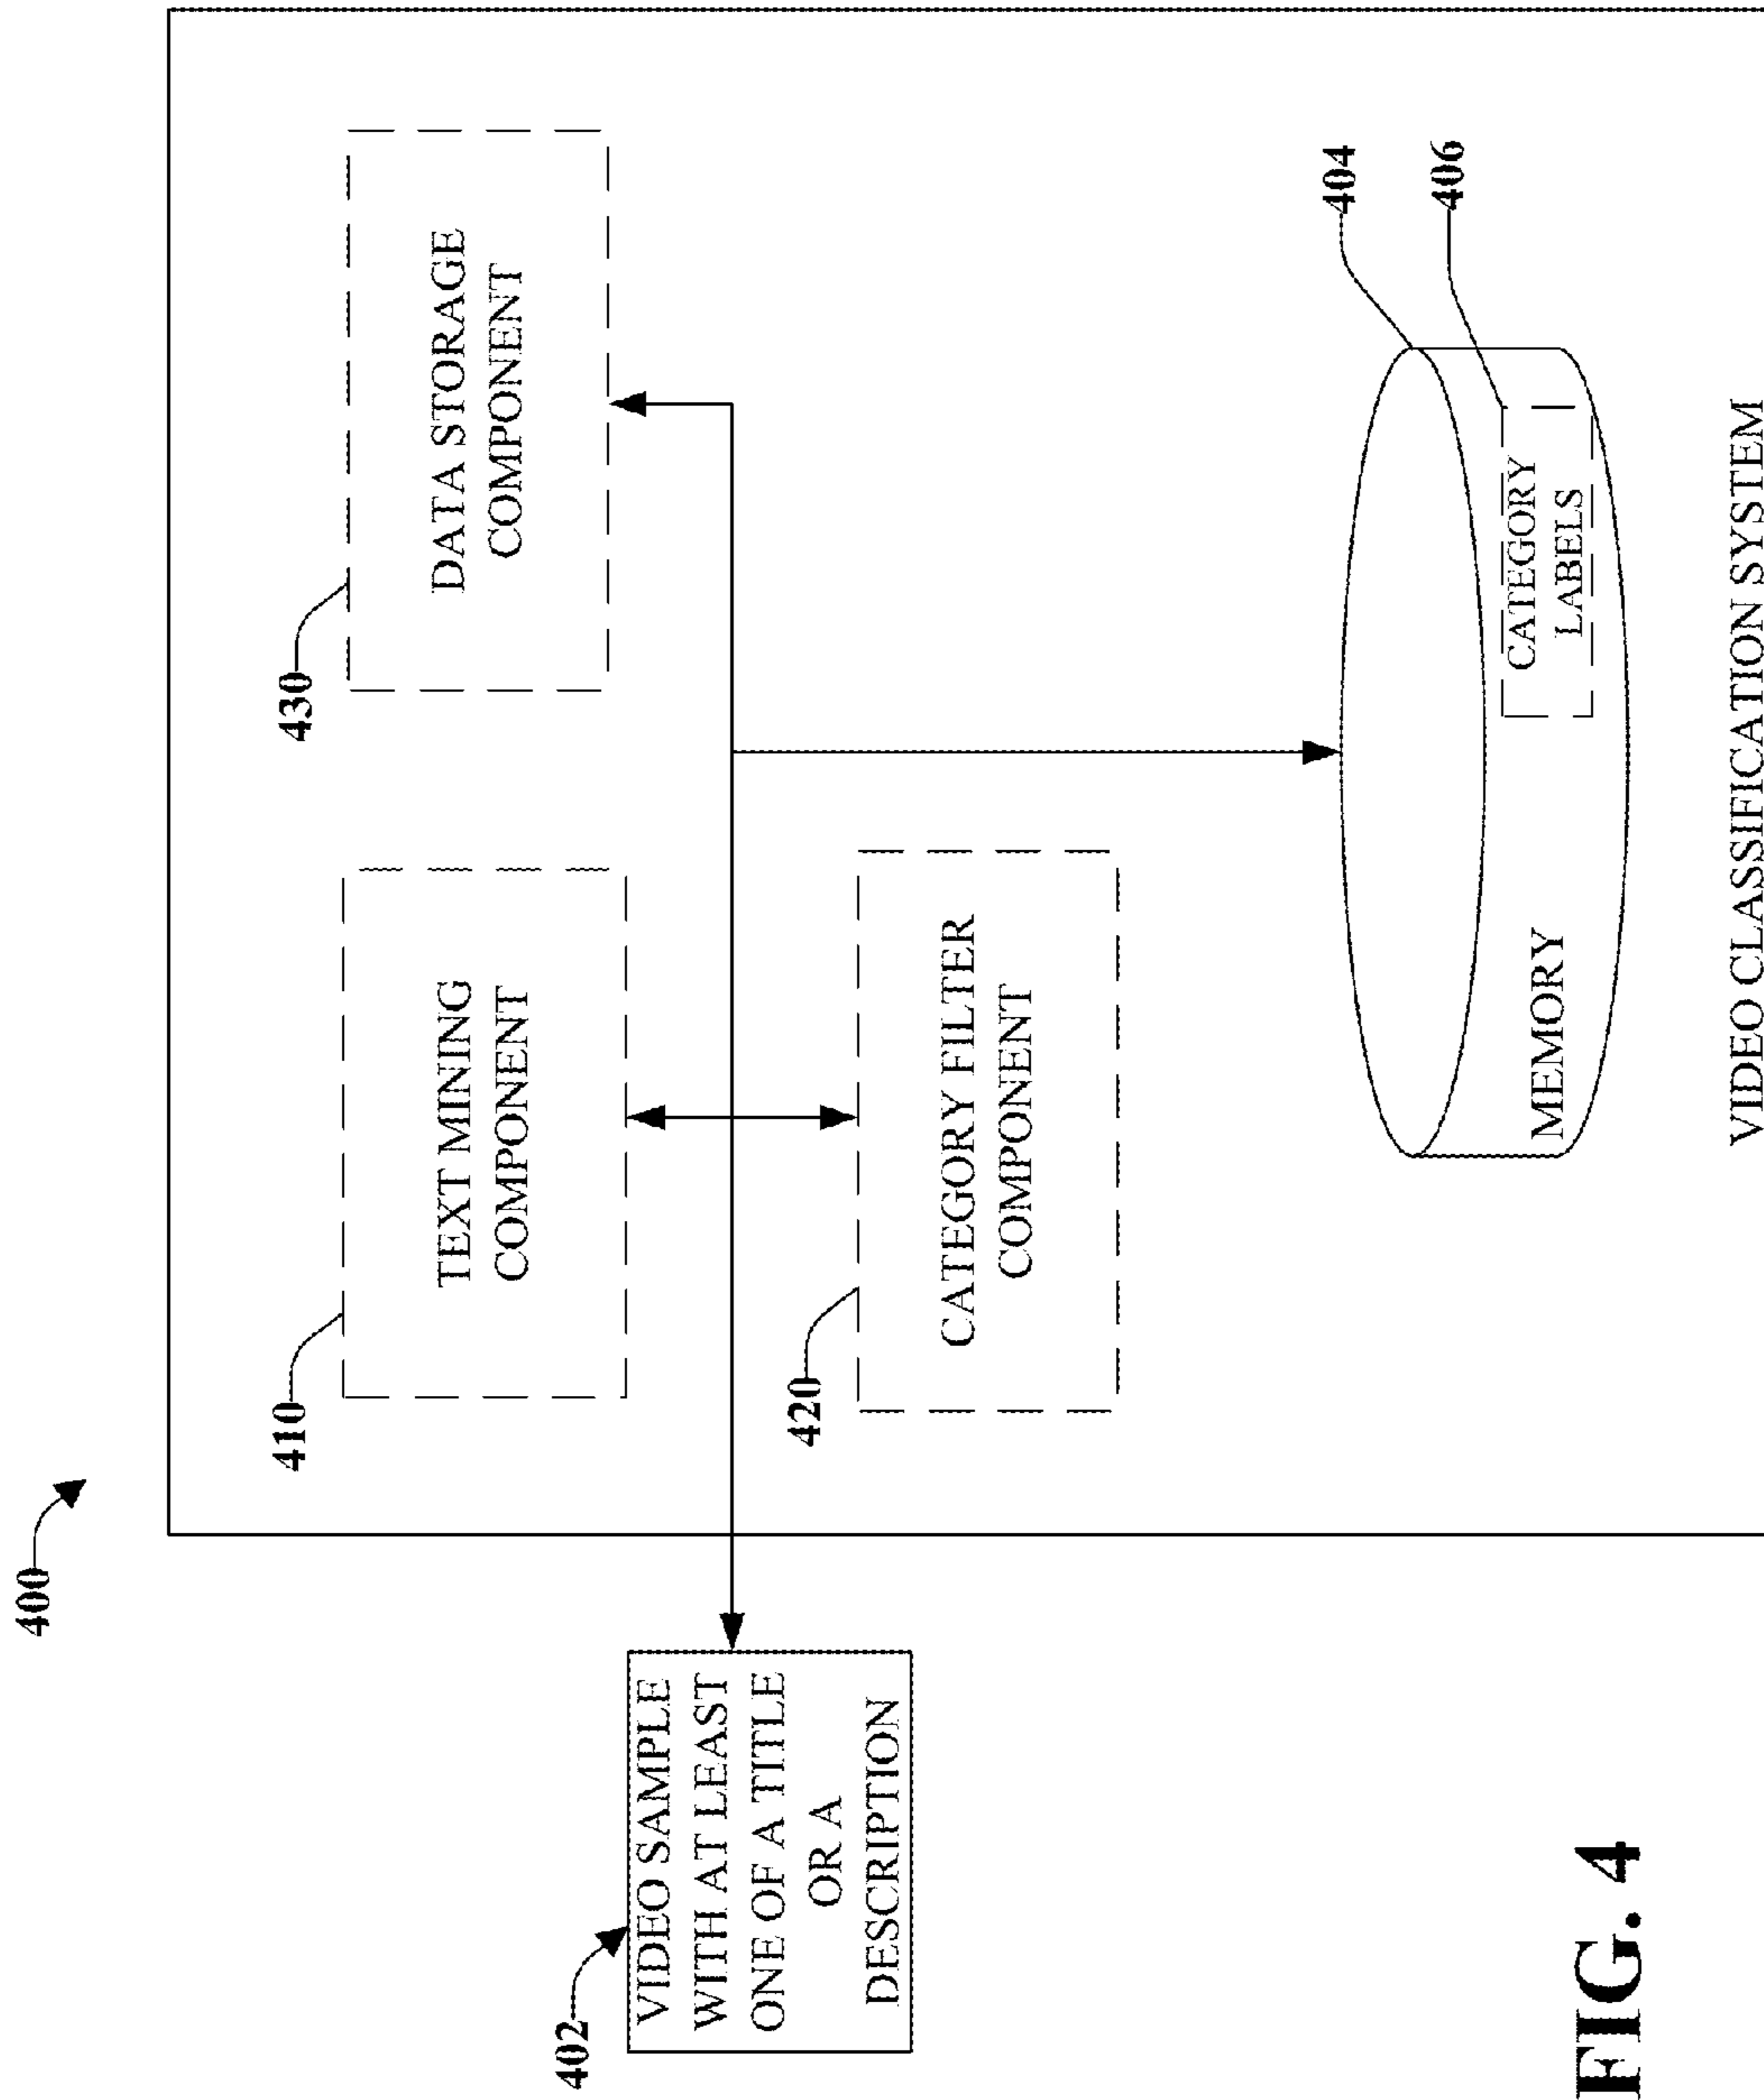 400
410
TEXT MINING
COMPONENT
430
DATA STORAGE
COMPONENT
402
VIDEO SAMPLE
WITH AT LEAST
ONE OF A TITLE
OR A
DESCRIPTION
420
CATEGORY FILTER
COMPONENT
404
406
MEMORY
CATEGORY
LABELS
VIDEO CLASSIFICATION SYSTEM
FIG. 4